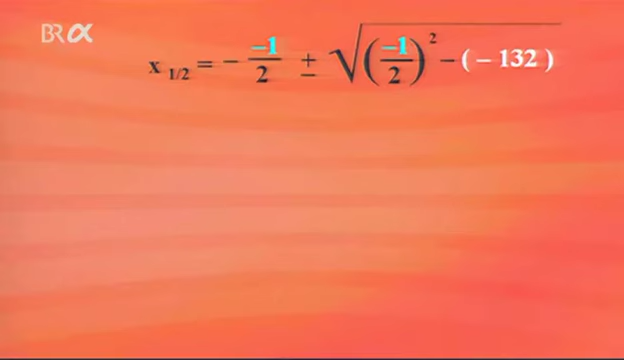 BRα
x 1/2 = - -1/2 ± √(-1/2)² - ( - 132 )